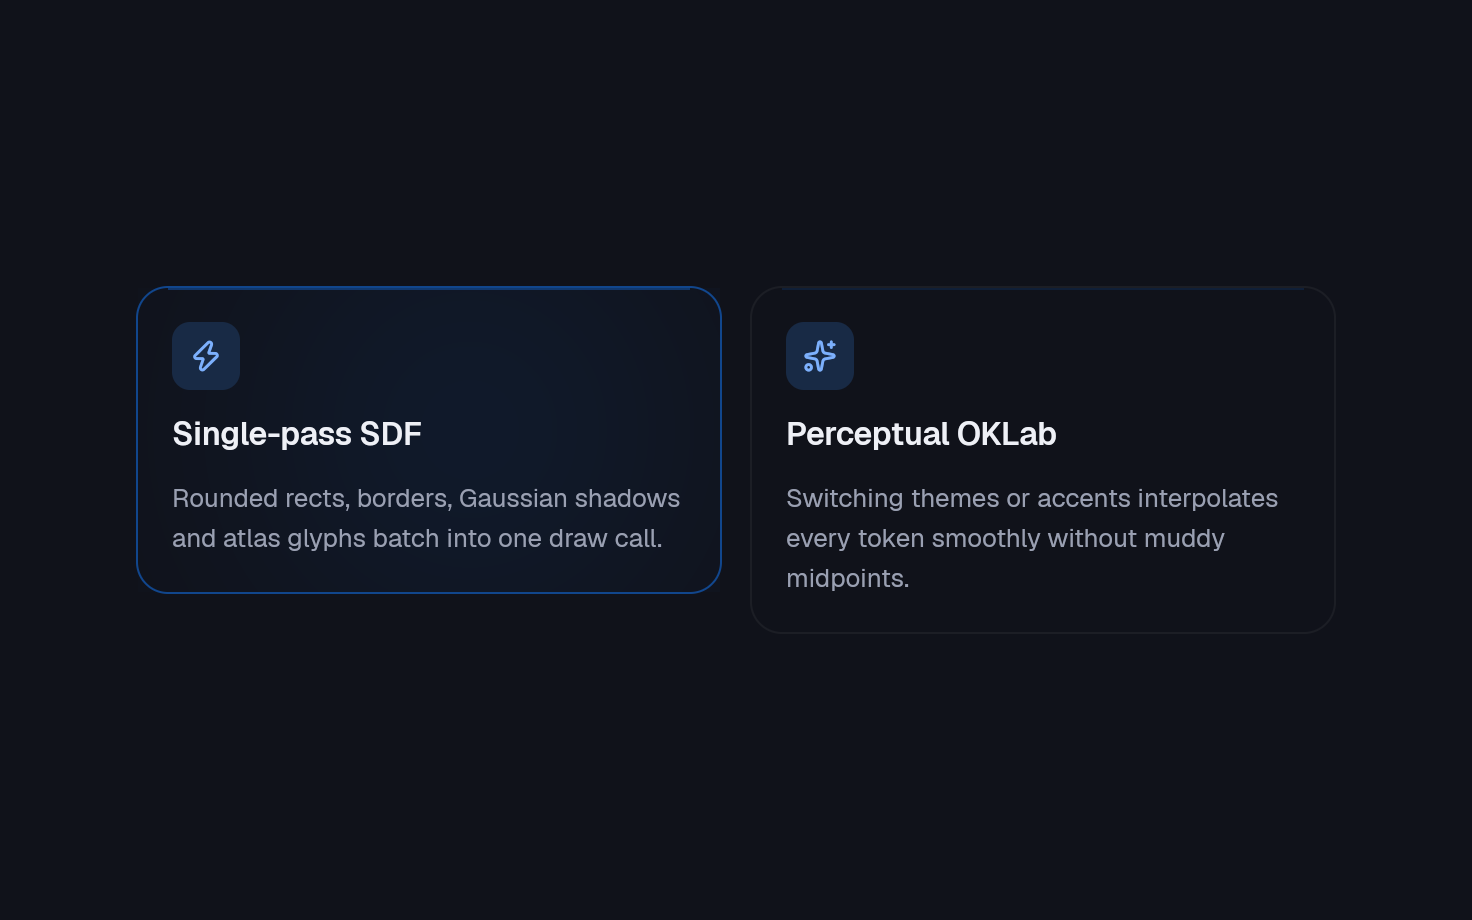 Single-pass SDF
Rounded rects, borders, Gaussian shadows
and atlas glyphs batch into one draw call.
Perceptual OKLab
Switching themes or accents interpolates
every token smoothly without muddy
midpoints.